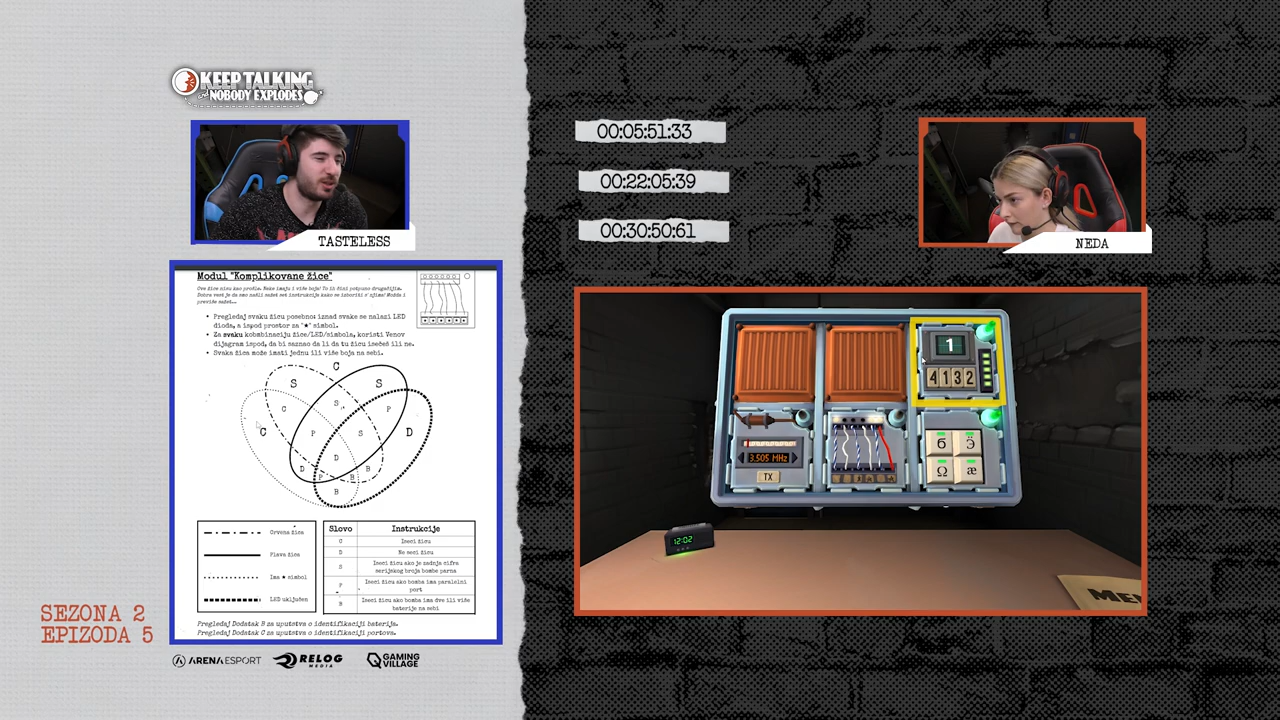 KEEP TALKING
and NOBODY EXPLODES
TASTELESS
00:05:51:33
00:22:05:39
00:30:50:61
NEDA
Modul "Komplikovane žice"
Pregledaj svaku žicu posebno: iznad svake se nalazi LED
dioda, a ispod prostor za "★" simbol.
Za svaku kobmbinaciju žice/LED/simbola, koristi Venov
dijagram ispod, da bi saznao da li da tu žicu isečeš ili ne.
Svaka žica može imati jednu ili više boja na sebi.
C
S
S
S
C
P
C
P
S
D
D
D
B
P
B
B
Crvena žica
Plava žica
Ima ★ simbol
LED uključen
Slovo
Instrukcije
C
Iseci žicu
D
Ne seci žicu
S
Iseci žicu ako je zadnja cifra
serijskog broja bombe parna
P
Iseci žicu ako bomba ima paralelni
port
B
Iseci žicu ako bomba ima dve ili više
baterije na sebi
Pregledaj Dodatak B za uputstva o identifikaciji baterija.
Pregledaj Dodatak C za uputstva o identifikaciji portova.
1
4 1 3 2
3.505 MHz
TX
б
Ӭ
Ω
æ
12:02
SEZONA 2
EPIZODA 5
ARENA ESPORT
RELOG
MEDIA
GAMING
VILLAGE